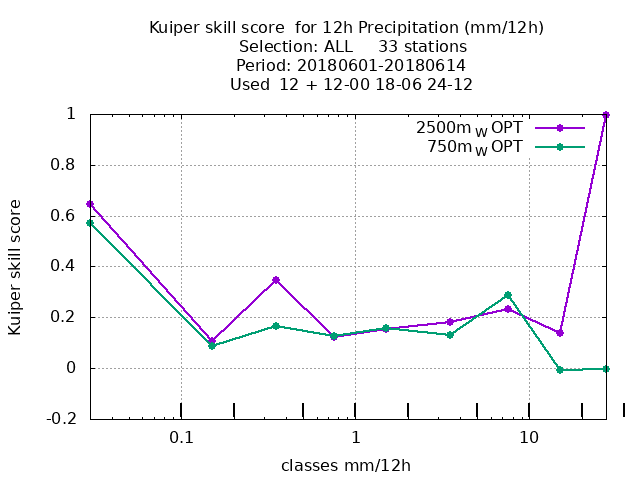 Kuiper skill score  for 12h Precipitation (mm/12h)
Selection: ALL     33 stations
Period: 20180601-20180614
Used  12 + 12-00 18-06 24-12
2500m W OPT
750m W OPT
Kuiper skill score
1
0.8
0.6
0.4
0.2
0
-0.2
0.1
1
10
classes mm/12h